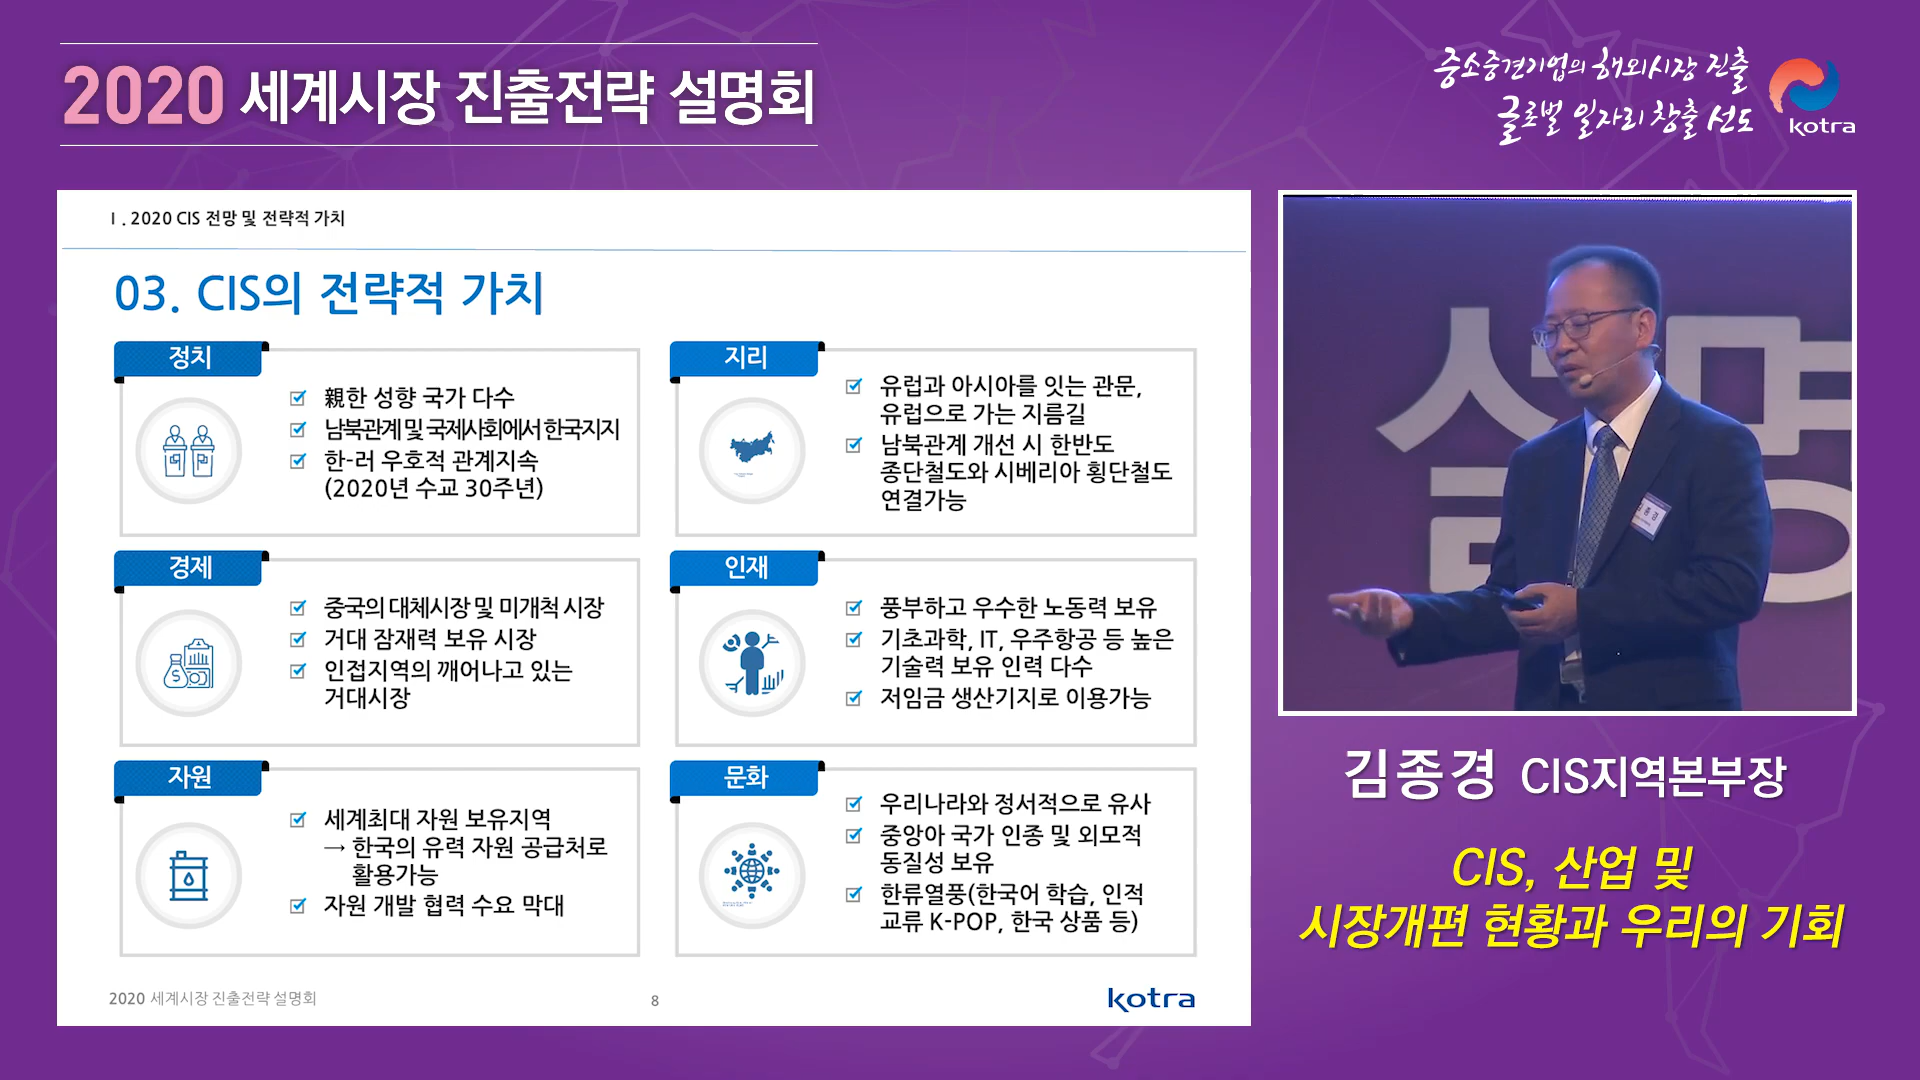 2020 세계시장 진출전략 설명회
중소중견기업의 해외시장 진출
글로벌 일자리 창출 선도
kotra
Ⅰ. 2020 CIS 전망 및 전략적 가치
03. CIS의 전략적 가치
정치
親한 성향 국가 다수
남북관계 및 국제사회에서 한국지지
한-러 우호적 관계지속
(2020년 수교 30주년)
지리
유럽과 아시아를 잇는 관문,
유럽으로 가는 지름길
남북관계 개선 시 한반도
종단철도와 시베리아 횡단철도
연결가능
경제
중국의 대체시장 및 미개척 시장
거대 잠재력 보유 시장
인접지역의 깨어나고 있는
거대시장
인재
풍부하고 우수한 노동력 보유
기초과학, IT, 우주항공 등 높은
기술력 보유 인력 다수
저임금 생산기지로 이용가능
자원
세계최대 자원 보유지역
→ 한국의 유력 자원 공급처로
활용가능
자원 개발 협력 수요 막대
문화
우리나라와 정서적으로 유사
중앙아 국가 인종 및 외모적
동질성 보유
한류열풍(한국어 학습, 인적
교류 K-POP, 한국 상품 등)
2020 세계시장 진출전략 설명회
8
kotra
설명
김종경
김종경 CIS지역본부장
CIS, 산업 및
시장개편 현황과 우리의 기회